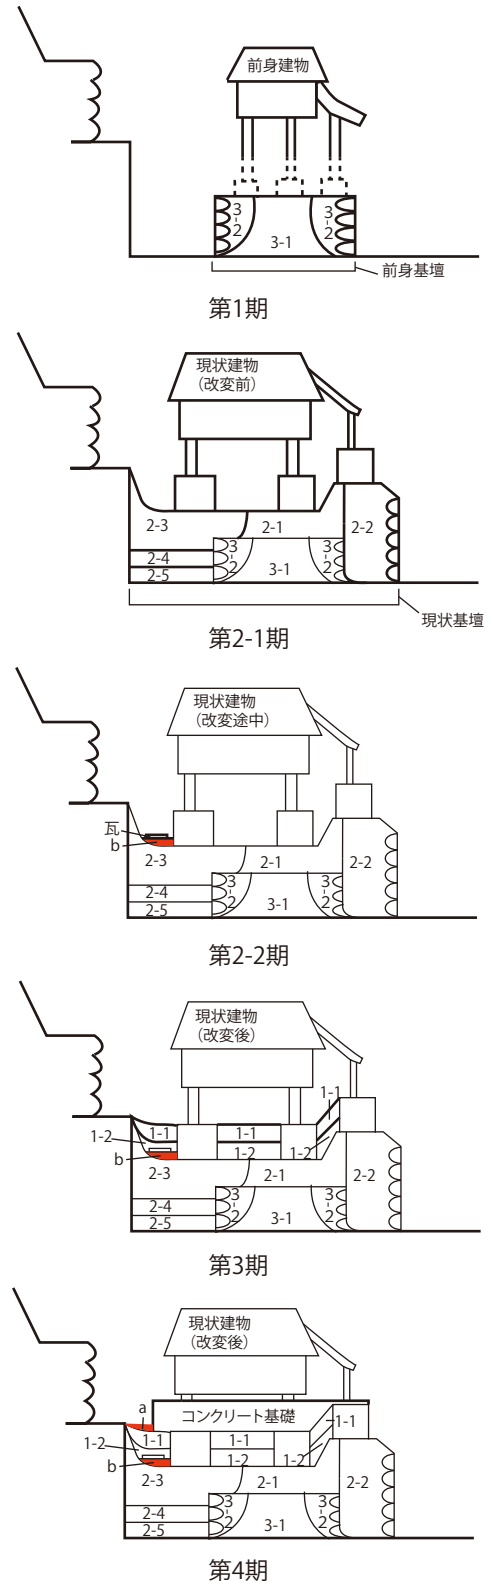 前身建物
3-2
3-2
3-1
前身基壇
第1期
現状建物
（改変前）
2-3
2-1
2-2
2-4
3-2
3-1
3-2
2-5
現状基壇
第2-1期
現状建物
（改変途中）
瓦
b
2-3
2-1
2-2
2-4
3-2
3-1
3-2
2-5
第2-2期
現状建物
（改変後）
1-1
1-2
1-1
1-1
b
1-2
1-2
2-3
2-1
2-2
2-4
3-2
3-1
3-2
2-5
第3期
現状建物
（改変後）
a
コンクリート基礎
1-1
1-2
1-1
1-1
b
1-2
1-2
2-3
2-1
2-2
2-4
3-2
3-1
3-2
2-5
第4期